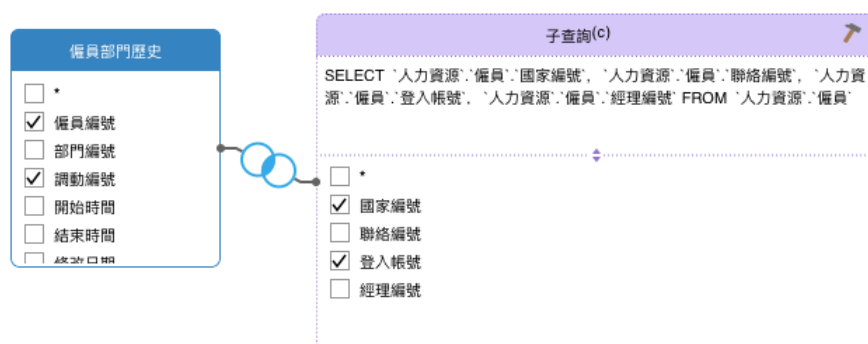 僱員部門歷史
*
僱員編號
部門編號
調動編號
開始時間
結束時間
修改日期
子查詢(c)
SELECT `人力資源`.`僱員`.`國家編號`, `人力資源`.`僱員`.`聯絡編號`, `人力資
源`.`僱員`.`登入帳號`, `人力資源`.`僱員`.`經理編號` FROM `人力資源`.`僱員`
*
國家編號
聯絡編號
登入帳號
經理編號